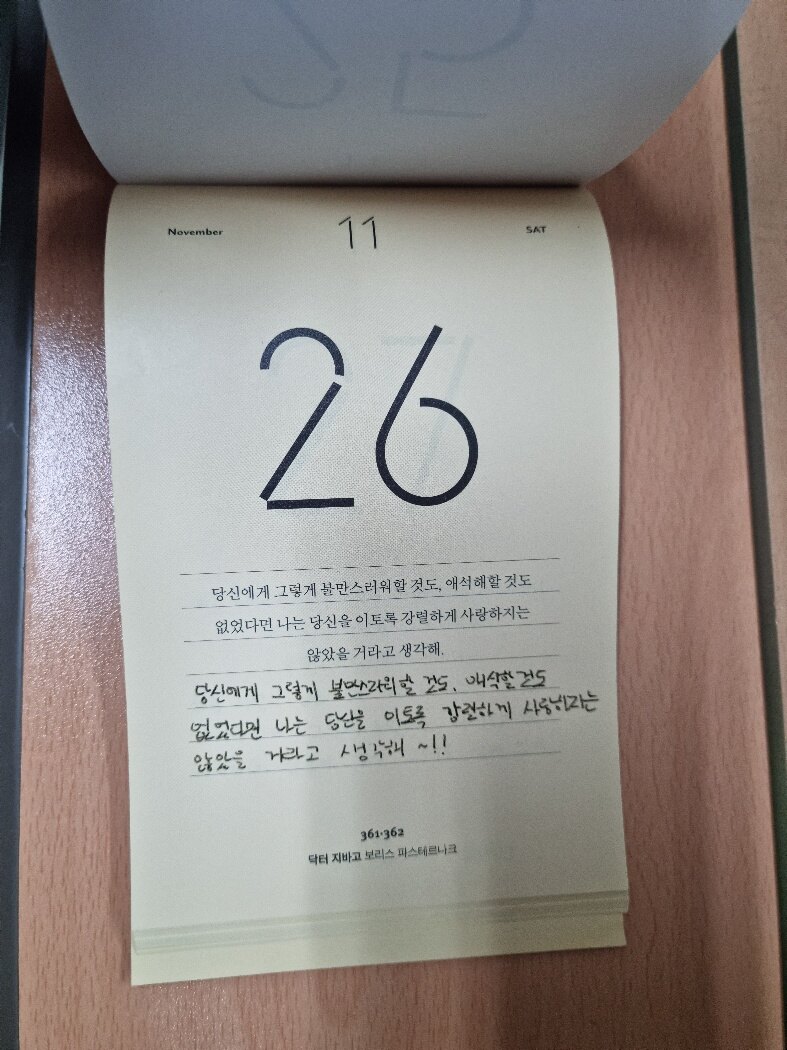 November 11 SAT
26
당신에게 그렇게 불만스러워할 것도, 애석해할 것도
없었다면 나는 당신을 이토록 강렬하게 사랑하지는
않았을 거라고 생각해.
당신에게 그렇게 불만스러워할 것도, 애석할것도
없었다면 나는 당신을 이토록 강렬하게 사랑하지는
않았을 거라고 생각해~!!
361·362
닥터 지바고 보리스 파스테르나크